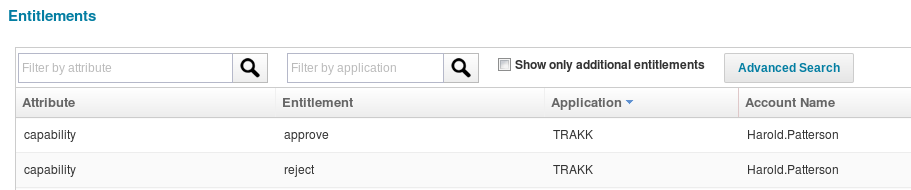 Entitlements
Filter by attribute Filter by application Show only additional entitlements Advanced Search
Attribute Entitlement Application Account Name
capability approve TRAKK Harold.Patterson
capability reject TRAKK Harold.Patterson